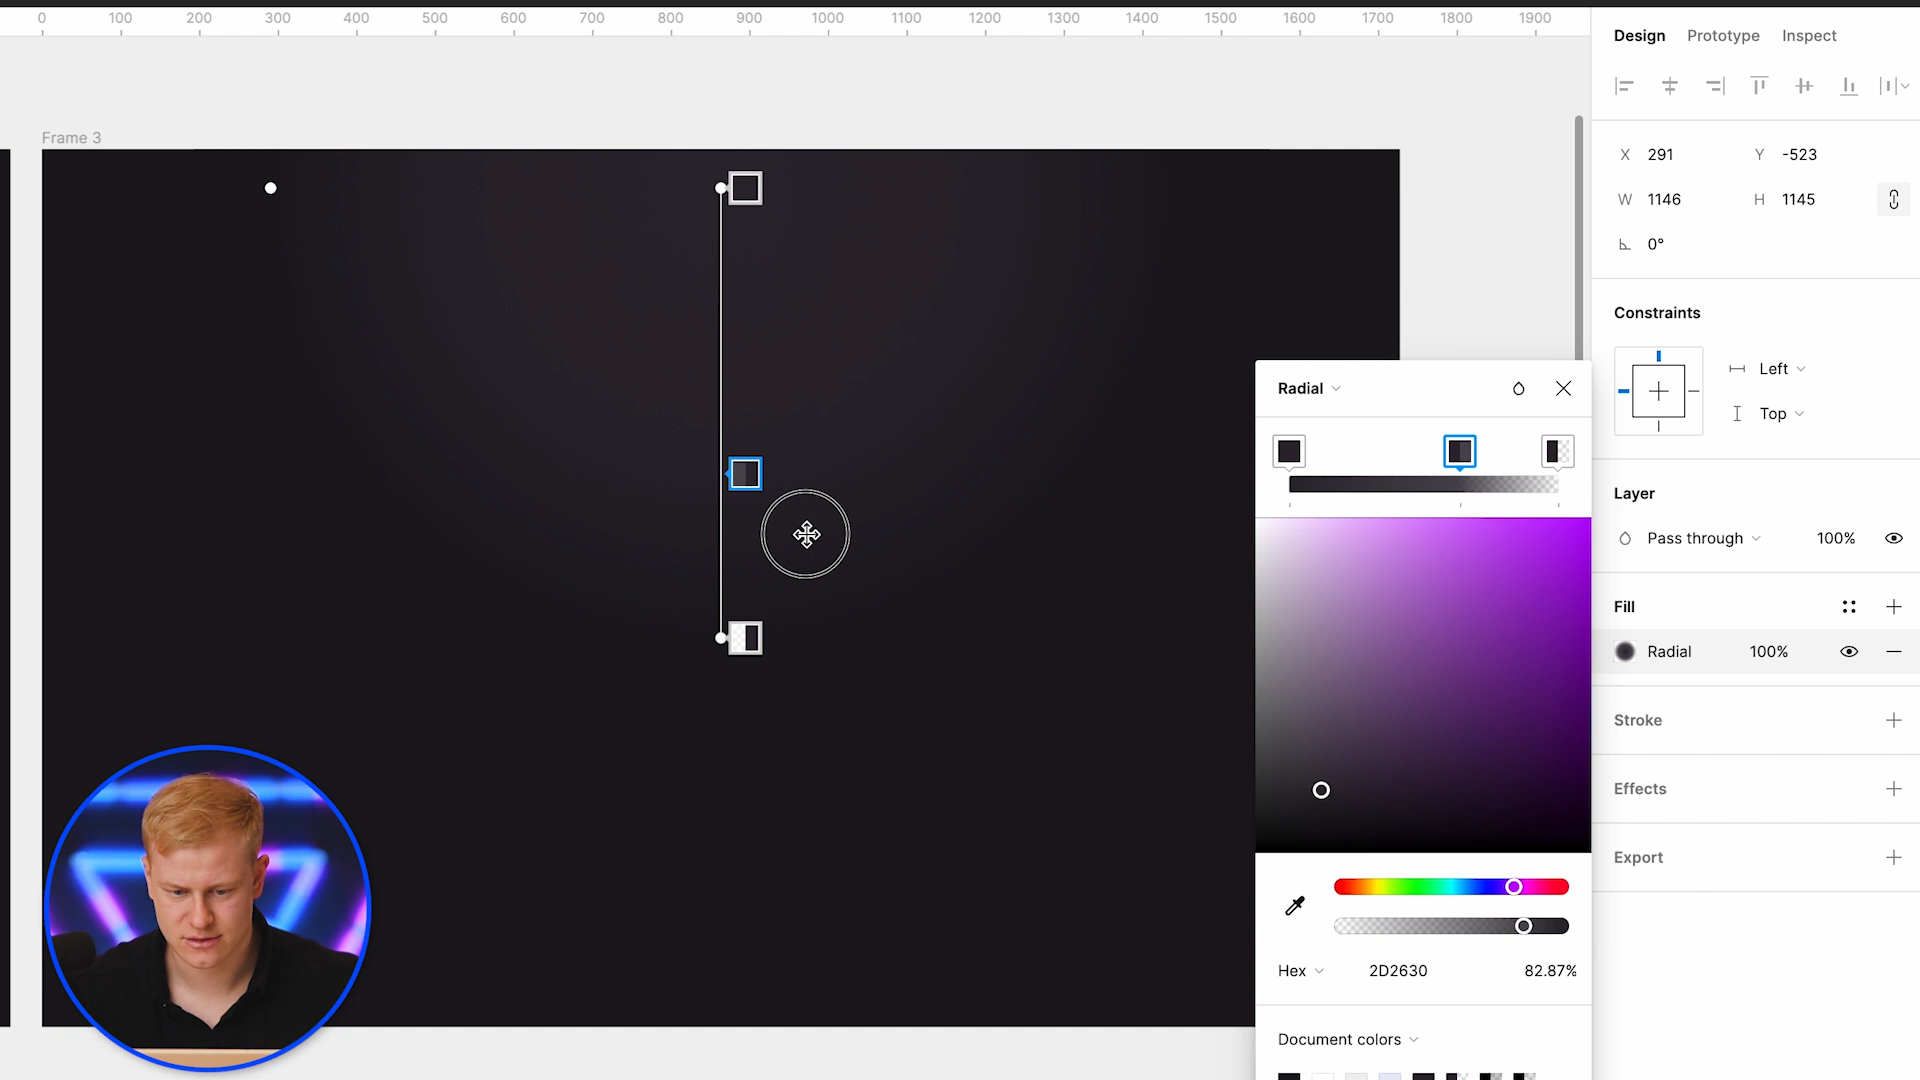 0 100 200 300 400 500 600 700 800 900 1000 1100 1200 1300 1400 1500 1600 1700 1800 1900
Design Prototype Inspect
Frame 3
X 291 Y -523
W 1146 H 1145
0°
Constraints
Left
Top
Radial
Layer
Pass through 100%
Fill
Radial 100%
Stroke
Effects
Export
Hex 2D2630 82.87%
Document colors